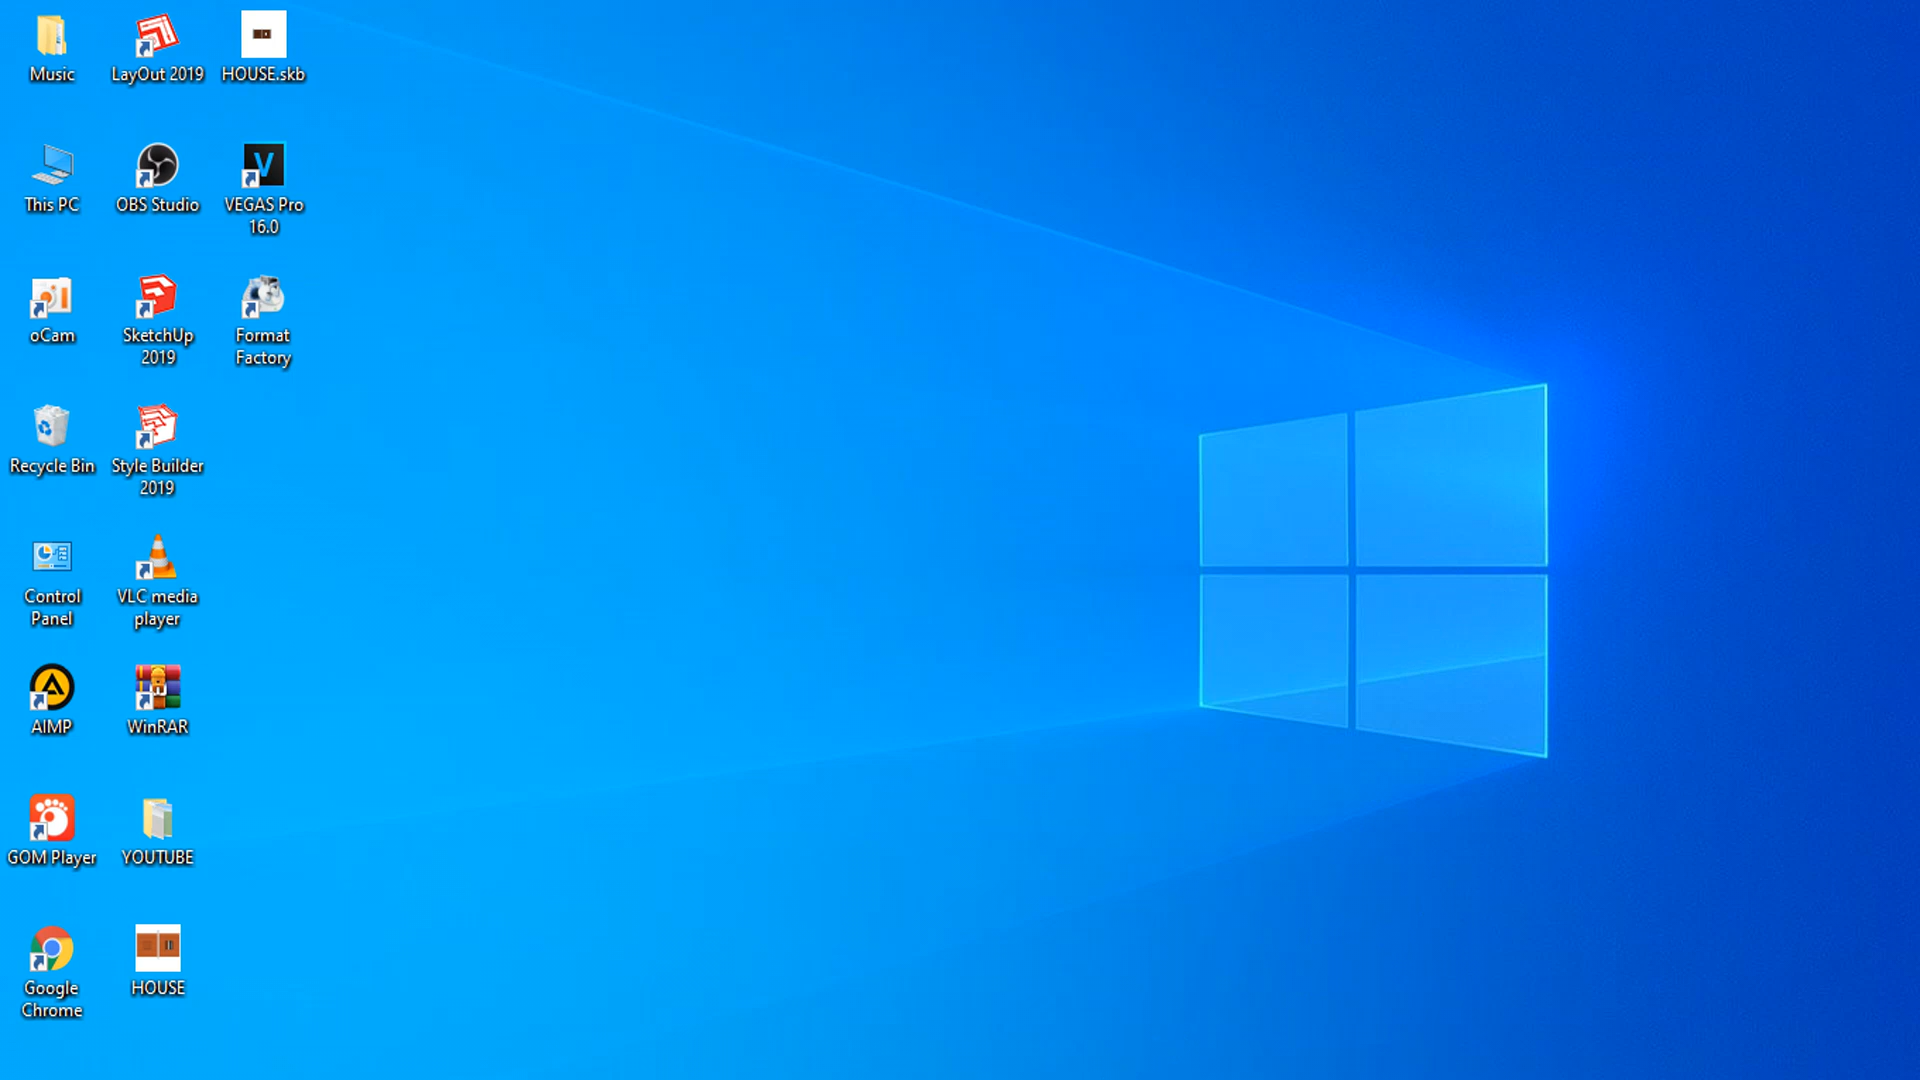 Music
LayOut 2019
HOUSE.skb
This PC
OBS Studio
VEGAS Pro
16.0
oCam
SketchUp
2019
Format
Factory
Recycle Bin
Style Builder
2019
Control
Panel
VLC media
player
AIMP
WinRAR
GOM Player
YOUTUBE
Google
Chrome
HOUSE